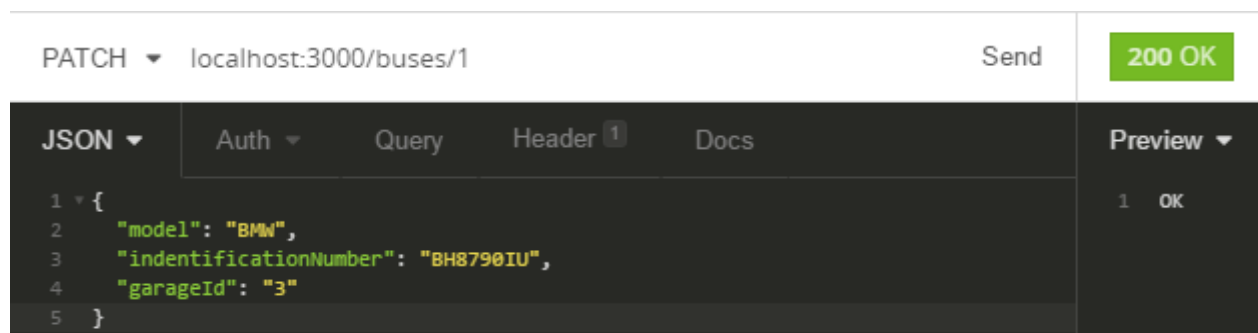 PATCH localhost:3000/buses/1 Send 200 OK
JSON Auth Query Header 1 Docs Preview
1 {
2 "model": "BMW",
3 "indentificationNumber": "BH8790IU",
4 "garageId": "3"
5 }
1 OK